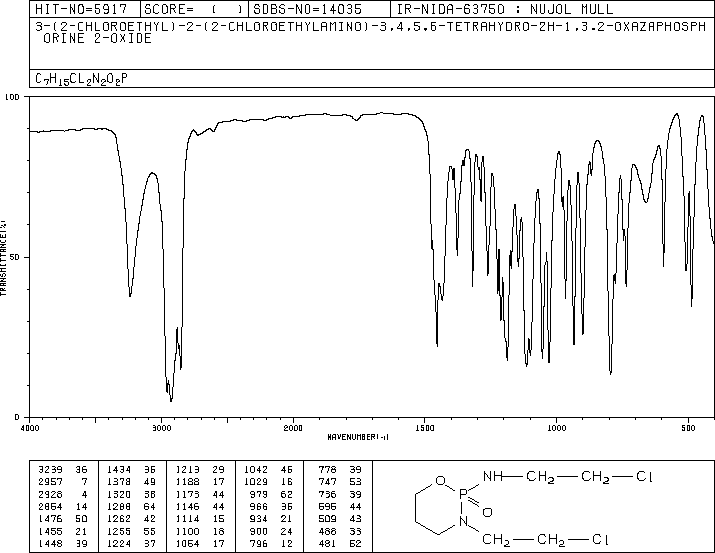 HIT-NO=5917 SCORE= ( ) SDBS-NO=14035 IR-NIDA-63750 : NUJOL MULL
3-(2-CHLOROETHYL)-2-(2-CHLOROETHYLAMINO)-3,4,5,6-TETRAHYDRO-2H-1,3,2-OXAZAPHOSPH
ORINE 2-OXIDE
C7H15CL2N2O2P
100
50
0
TRANSMITTANCE(%)
4000 3000 2000 1500 1000 500
WAVENUMBER(-1)
3239 36 1434 36 1213 29 1042 46 778 39
2957 7 1378 49 1188 17 1029 16 747 53
2928 4 1320 38 1173 44 979 62 736 39
2854 14 1288 64 1146 44 966 36 595 44
1476 50 1262 42 1114 15 934 21 509 43
1455 21 1255 55 1100 18 900 24 488 33
1448 39 1224 37 1054 17 796 12 481 52
O NH CH2 CH2 Cl
P
O
N CH2 CH2 Cl